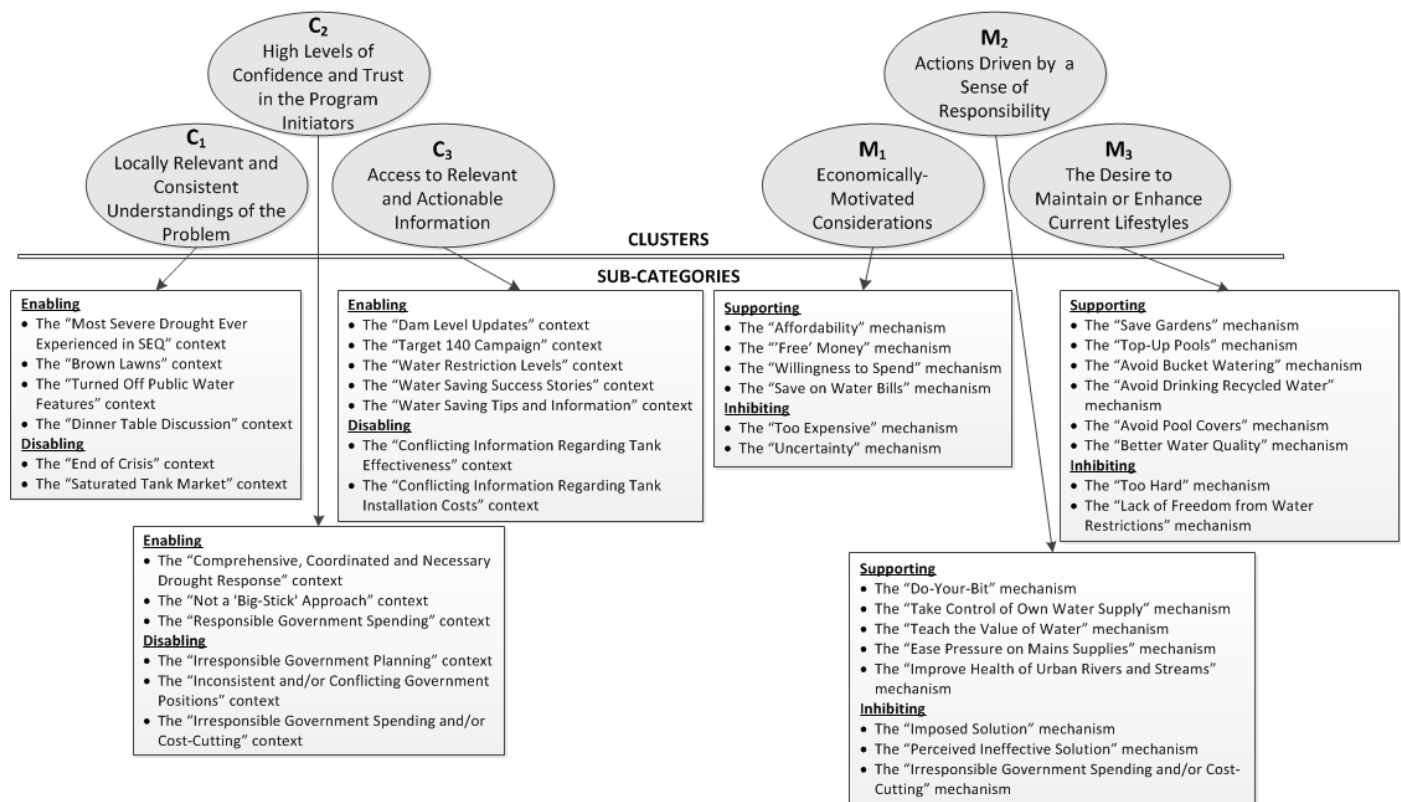 C2
High Levels of
Confidence and Trust
in the Program
Initiators
C1
Locally Relevant and
Consistent
Understandings of the
Problem
C3
Access to Relevant
and Actionable
Information
M2
Actions Driven by a
Sense of
Responsibility
M1
Economically-
Motivated
Considerations
M3
The Desire to
Maintain or Enhance
Current Lifestyles
CLUSTERS
SUB-CATEGORIES
Enabling
• The “Most Severe Drought Ever
Experienced in SEQ” context
• The “Brown Lawns” context
• The “Turned Off Public Water
Features” context
• The “Dinner Table Discussion” context
Disabling
• The “End of Crisis” context
• The “Saturated Tank Market” context
Enabling
• The “Dam Level Updates” context
• The “Target 140 Campaign” context
• The “Water Restriction Levels” context
• The “Water Saving Success Stories” context
• The “Water Saving Tips and Information” context
Disabling
• The “Conflicting Information Regarding Tank
Effectiveness” context
• The “Conflicting Information Regarding Tank
Installation Costs” context
Supporting
• The “Affordability” mechanism
• The “'Free' Money” mechanism
• The “Willingness to Spend” mechanism
• The “Save on Water Bills” mechanism
Inhibiting
• The “Too Expensive” mechanism
• The “Uncertainty” mechanism
Supporting
• The “Save Gardens” mechanism
• The “Top-Up Pools” mechanism
• The “Avoid Bucket Watering” mechanism
• The “Avoid Drinking Recycled Water”
mechanism
• The “Avoid Pool Covers” mechanism
• The “Better Water Quality” mechanism
Inhibiting
• The “Too Hard” mechanism
• The “Lack of Freedom from Water
Restrictions” mechanism
Enabling
• The “Comprehensive, Coordinated and Necessary
Drought Response” context
• The “Not a 'Big-Stick' Approach” context
• The “Responsible Government Spending” context
Disabling
• The “Irresponsible Government Planning” context
• The “Inconsistent and/or Conflicting Government
Positions” context
• The “Irresponsible Government Spending and/or
Cost-Cutting” context
Supporting
• The “Do-Your-Bit” mechanism
• The “Take Control of Own Water Supply” mechanism
• The “Teach the Value of Water” mechanism
• The “Ease Pressure on Mains Supplies” mechanism
• The “Improve Health of Urban Rivers and Streams”
mechanism
Inhibiting
• The “Imposed Solution” mechanism
• The “Perceived Ineffective Solution” mechanism
• The “Irresponsible Government Spending and/or Cost-
Cutting” mechanism